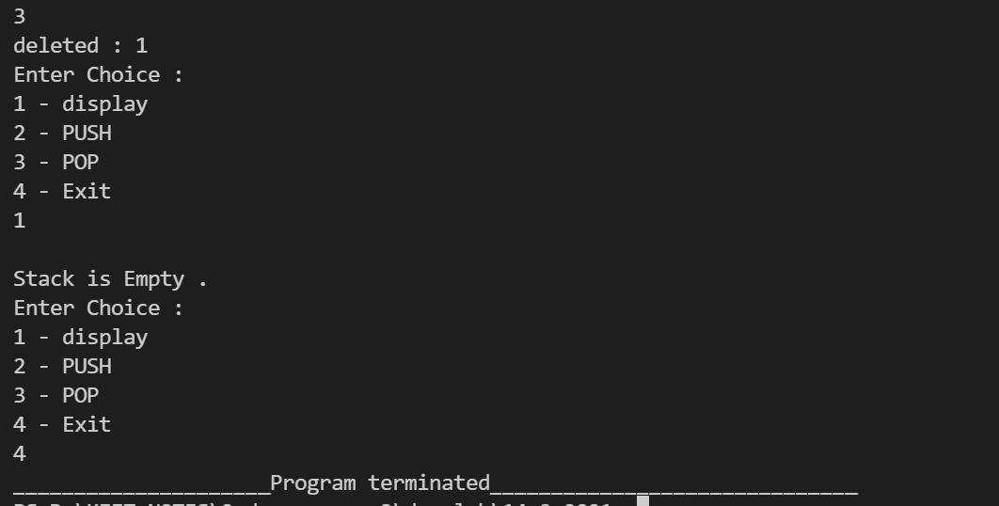 3
deleted : 1
Enter Choice :
1 - display
2 - PUSH
3 - POP
4 - Exit
1
Stack is Empty .
Enter Choice :
1 - display
2 - PUSH
3 - POP
4 - Exit
4
_____________________Program terminated______________________________